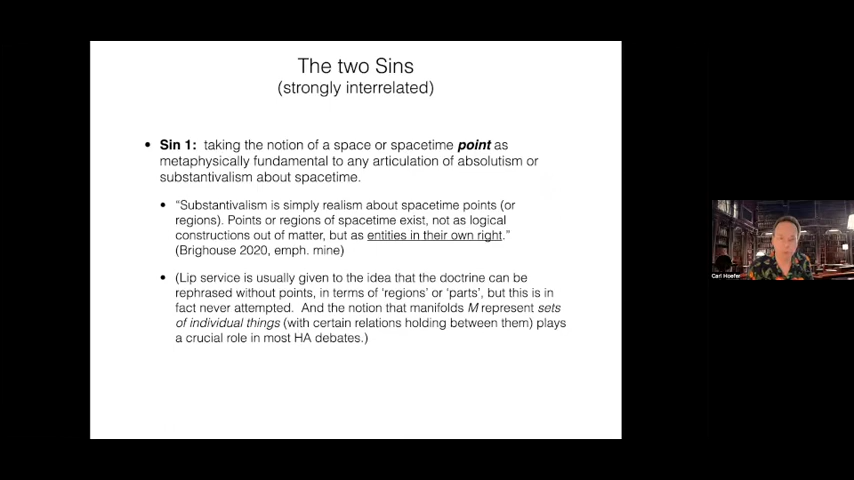 The two Sins
(strongly interrelated)
• Sin 1: taking the notion of a space or spacetime point as
metaphysically fundamental to any articulation of absolutism or
substantivalism about spacetime.
• “Substantivalism is simply realism about spacetime points (or
regions). Points or regions of spacetime exist, not as logical
constructions out of matter, but as entities in their own right.”
(Brighouse 2020, emph. mine)
• (Lip service is usually given to the idea that the doctrine can be
rephrased without points, in terms of ‘regions’ or ‘parts’, but this is in
fact never attempted. And the notion that manifolds M represent sets
of individual things (with certain relations holding between them) plays
a crucial role in most HA debates.)
Carl Hoefer